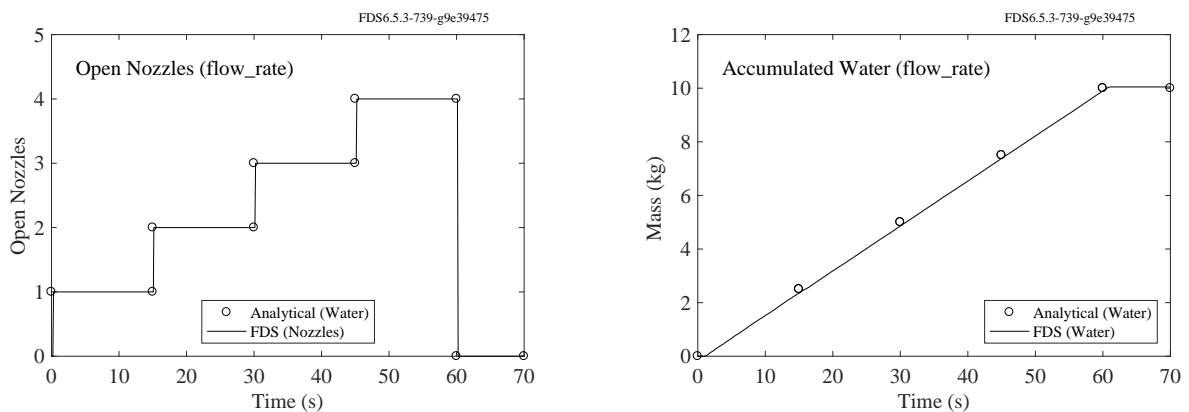 FDS6.5.3-739-g9e39475
Open Nozzles (flow_rate)
5
4
3
2
1
0
Open Nozzles
Analytical (Water)
FDS (Nozzles)
0 10 20 30 40 50 60 70
Time (s)
FDS6.5.3-739-g9e39475
Accumulated Water (flow_rate)
12
10
8
6
4
2
0
Mass (kg)
Analytical (Water)
FDS (Water)
0 10 20 30 40 50 60 70
Time (s)